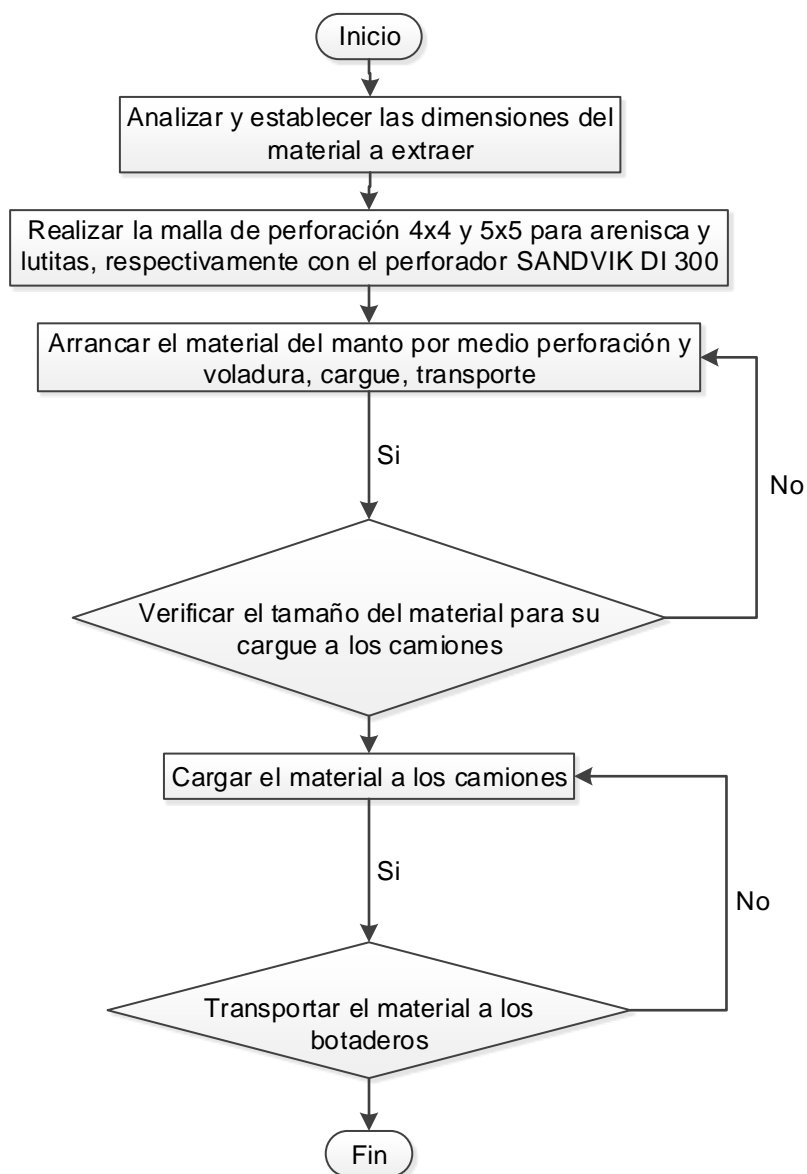 Inicio
Analizar y establecer las dimensiones del
material a extraer
Realizar la malla de perforación 4x4 y 5x5 para arenisca y
lutitas, respectivamente con el perforador SANDVIK DI 300
Arrancar el material del manto por medio perforación y
voladura, cargue, transporte
Si
No
Verificar el tamaño del material para su
cargue a los camiones
Cargar el material a los camiones
Si
No
Transportar el material a los
botaderos
Fin